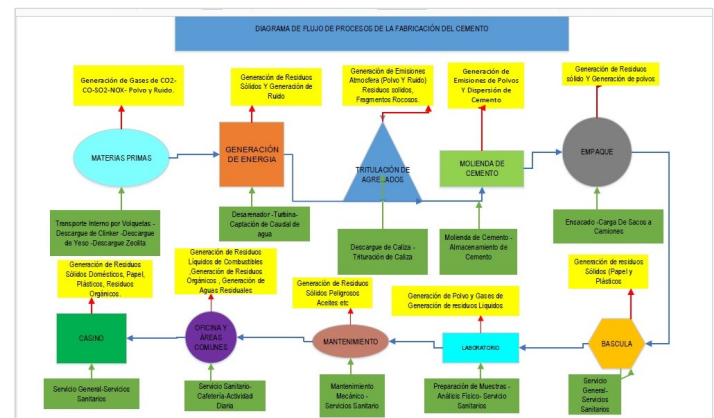 DIAGRAMA DE FLUJO DE PROCESOS DE LA FABRICACIÓN DEL CEMENTO
Generación de Gases de CO2-
CO-SO2-NOX- Polvo y Ruido.
Generación de Residuos
Sólidos Y Generación de
Ruido
Generación de Emisiones
Atmosfera (Polvo Y Ruido)
Residuos solidos,
Fragmentos Rocosos.
Generación de
Emisiones de Polvos
Y Dispersión de
Cemento
Generación de Residuos
sólido Y Generación de polvos
MATERIAS PRIMAS
GENERACIÓN
DE ENERGIA
TRITULACIÓN DE
AGREGADOS
MOLIENDA DE
CEMENTO
EMPAQUE
Transporte Interno por Volquetas -
Descargue de Clinker -Descargue
de Yeso -Descargue Zeolita
Desarenador -Turbina-
Captación de Caudal de
agua
Descargue de Caliza -
Trituración de Caliza
Molienda de Cemento -
Almacenamiento de
Cemento
Ensacado -Carga De Sacos a
Camiones
Generación de Residuos
Sólidos Domésticos, Papel,
Plásticos, Residuos
Orgánicos .
Generación de Residuos
Líquidos de Combustibles
,Generación de Residuos
Orgánicos , Generación de
Aguas Residuales
Generación de Residuos
Sólidos Peligrosos
Aceites etc
Generación de Polvo y Gases de
Generación de residuos Liquidos
Generación de residuos
Sólidos (Papel y
Plásticos
CASINO
OFICINA Y
ÁREAS
COMUNES
MANTENIMIENTO
LABORATORIO
BASCULA
Servicio General-Servicios
Sanitarios
Servicio Sanitario-
Cafetería-Actividad
Diaria
Mantenimiento
Mecánico -
Servicios Sanitario
Preparación de Muestras -
Análisis Físico- Servicio
Sanitarios
Servicio
General-
Servicios
Sanitarios